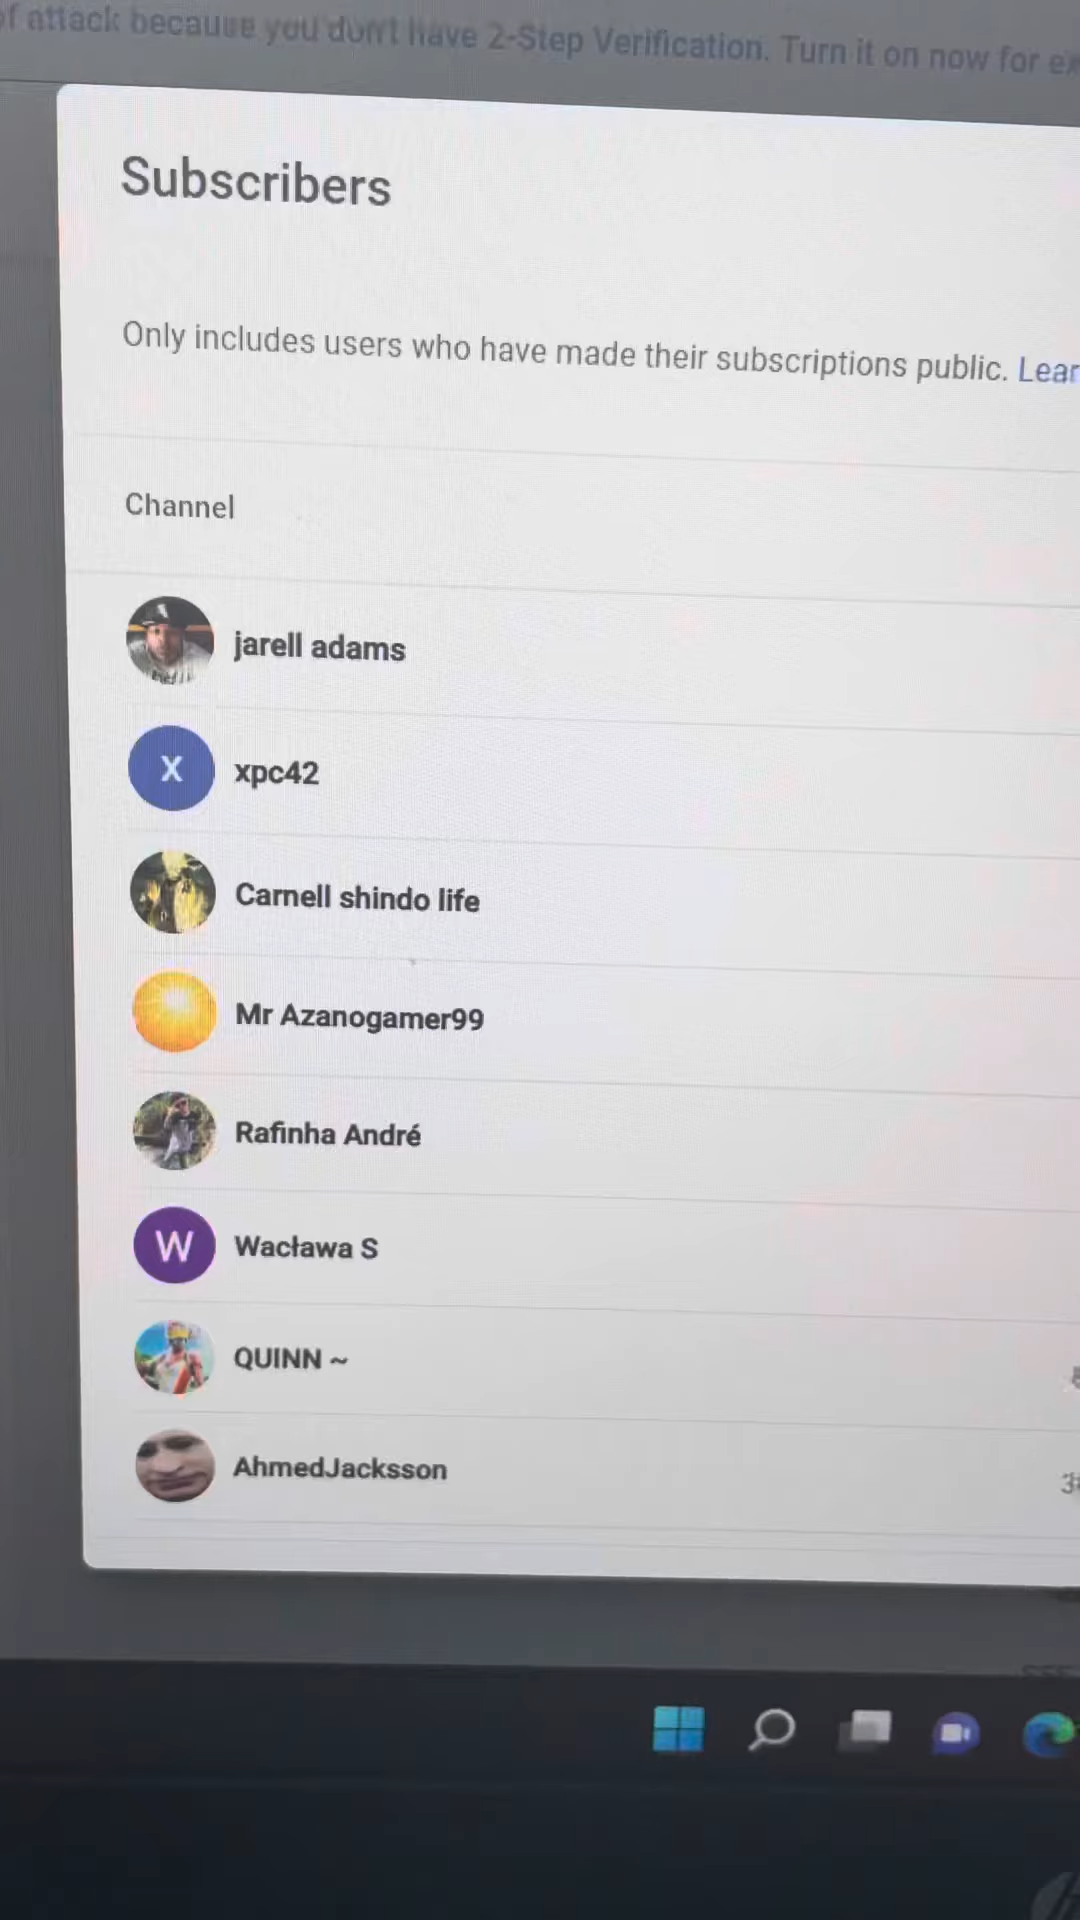 of attack because you don't have 2-Step Verification. Turn it on now for
Subscribers
Only includes users who have made their subscriptions public.
Channel
jarell adams
X xpc42
Carnell shindo life
Mr Azanogamer99
Rafinha André
W Wacława S
QUINN ~
AhmedJacksson